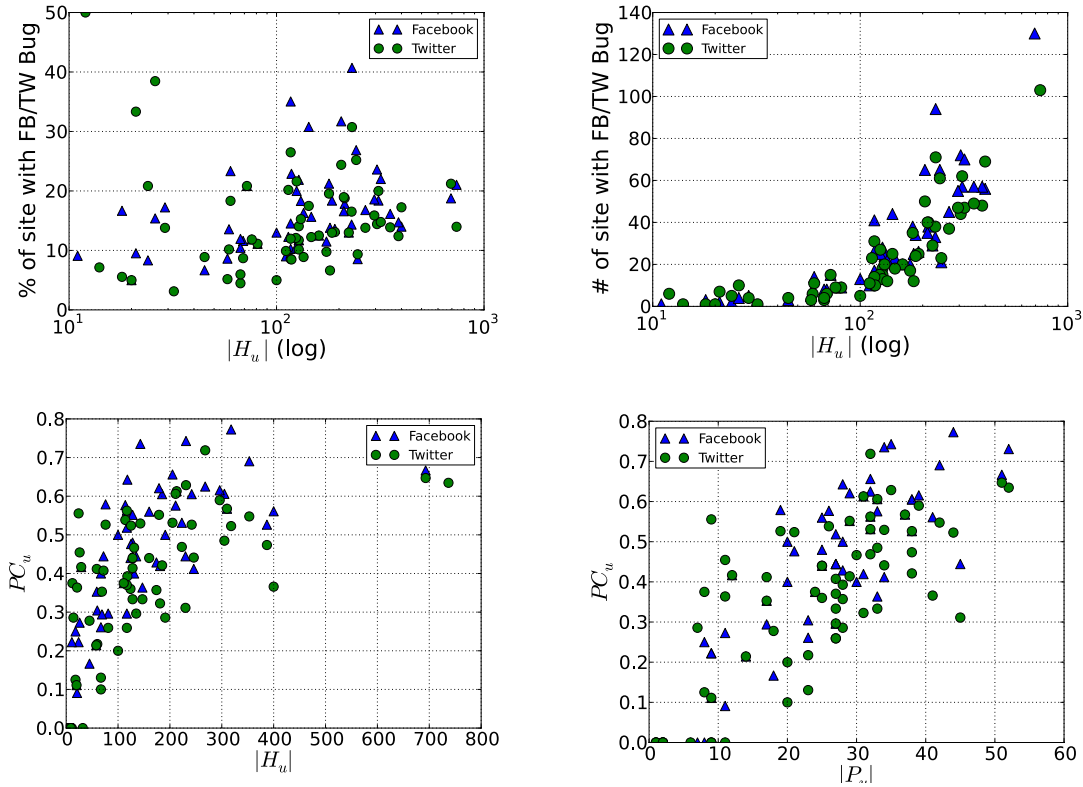 % of site with FB/TW Bug
50
40
30
20
10
0
10^1
10^2
10^3
|H_u| (log)
Facebook
Twitter
# of site with FB/TW Bug
140
120
100
80
60
40
20
0
10^1
10^2
10^3
|H_u| (log)
Facebook
Twitter
PC_u
0.8
0.7
0.6
0.5
0.4
0.3
0.2
0.1
0.0
0 100 200 300 400 500 600 700 800
|H_u|
Facebook
Twitter
PC_u
0.8
0.7
0.6
0.5
0.4
0.3
0.2
0.1
0.0
0 10 20 30 40 50 60
|P_u|
Facebook
Twitter